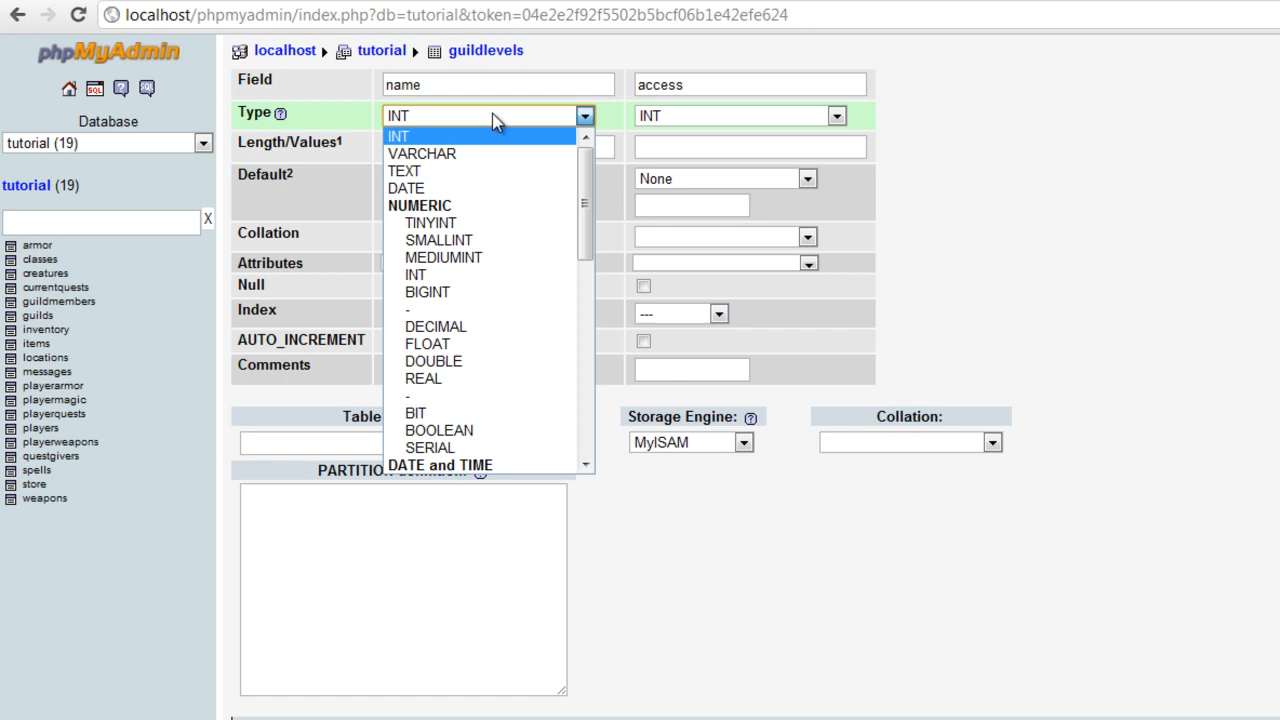 localhost/phpmyadmin/index.php?db=tutorial&token=04e2e2f92f5502b5bcf06b1e42efe624
phpMyAdmin
SQL
Database
tutorial (19)
tutorial (19)
X
armor
classes
creatures
currentquests
guildmembers
guilds
inventory
items
locations
messages
playerarmor
playermagic
playerquests
players
playerweapons
questgivers
spells
store
weapons
localhost ▸ tutorial ▸ guildlevels
Field name access
Type INT INT
Length/Values1
Default2 None
Collation
Attributes
Null
Index ---
AUTO_INCREMENT
Comments
INT
VARCHAR
TEXT
DATE
NUMERIC
TINYINT
SMALLINT
MEDIUMINT
INT
BIGINT
-
DECIMAL
FLOAT
DOUBLE
REAL
-
BIT
BOOLEAN
SERIAL
DATE and TIME
Table Storage Engine: Collation:
MyISAM
PARTITION